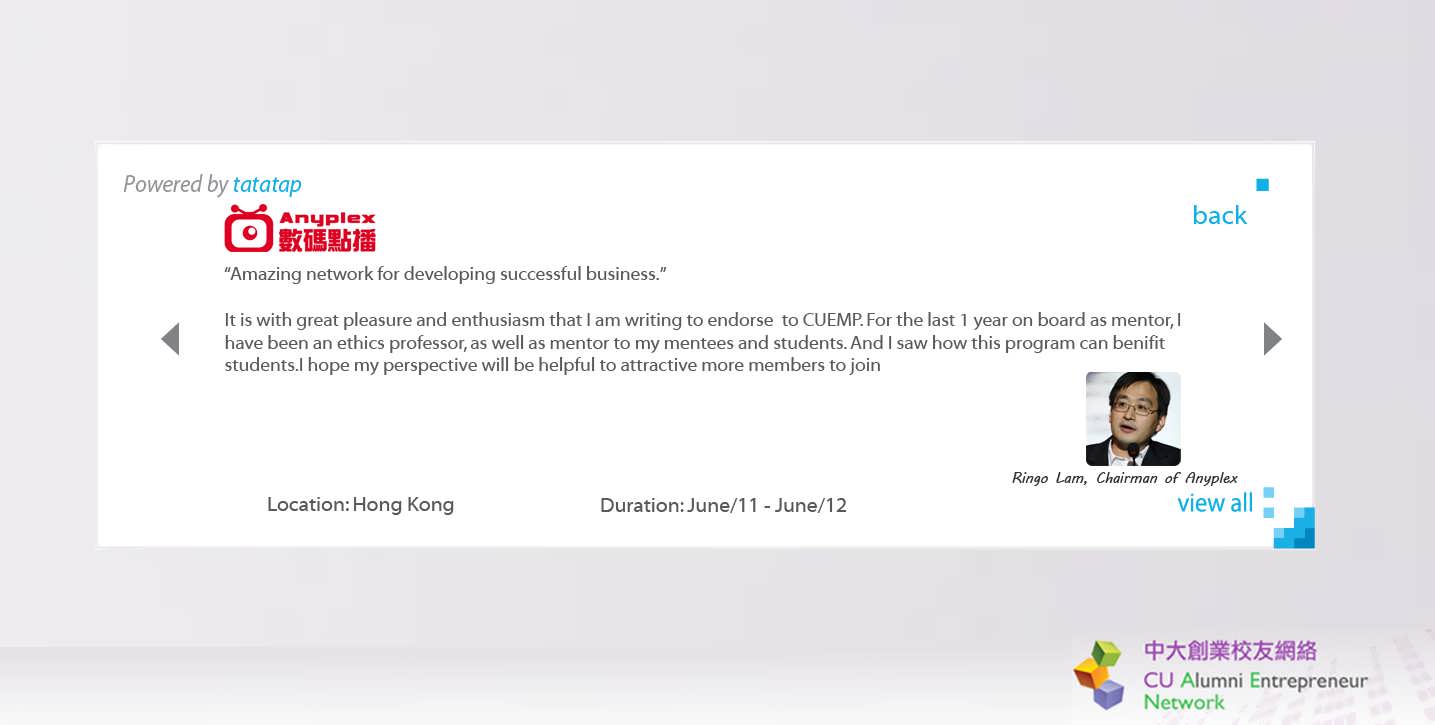 Powered by tatatap
Anyplex
數碼點播
back
“Amazing network for developing successful business.”
It is with great pleasure and enthusiasm that I am writing to endorse  to CUEMP. For the last 1 year on board as mentor, I
have been an ethics professor, as well as mentor to my mentees and students. And I saw how this program can benifit
students.I hope my perspective will be helpful to attractive more members to join
Ringo Lam, Chairman of Anyplex
Location: Hong Kong
Duration: June/11 - June/12
view all
中大創業校友網絡
CU Alumni Entrepreneur
Network